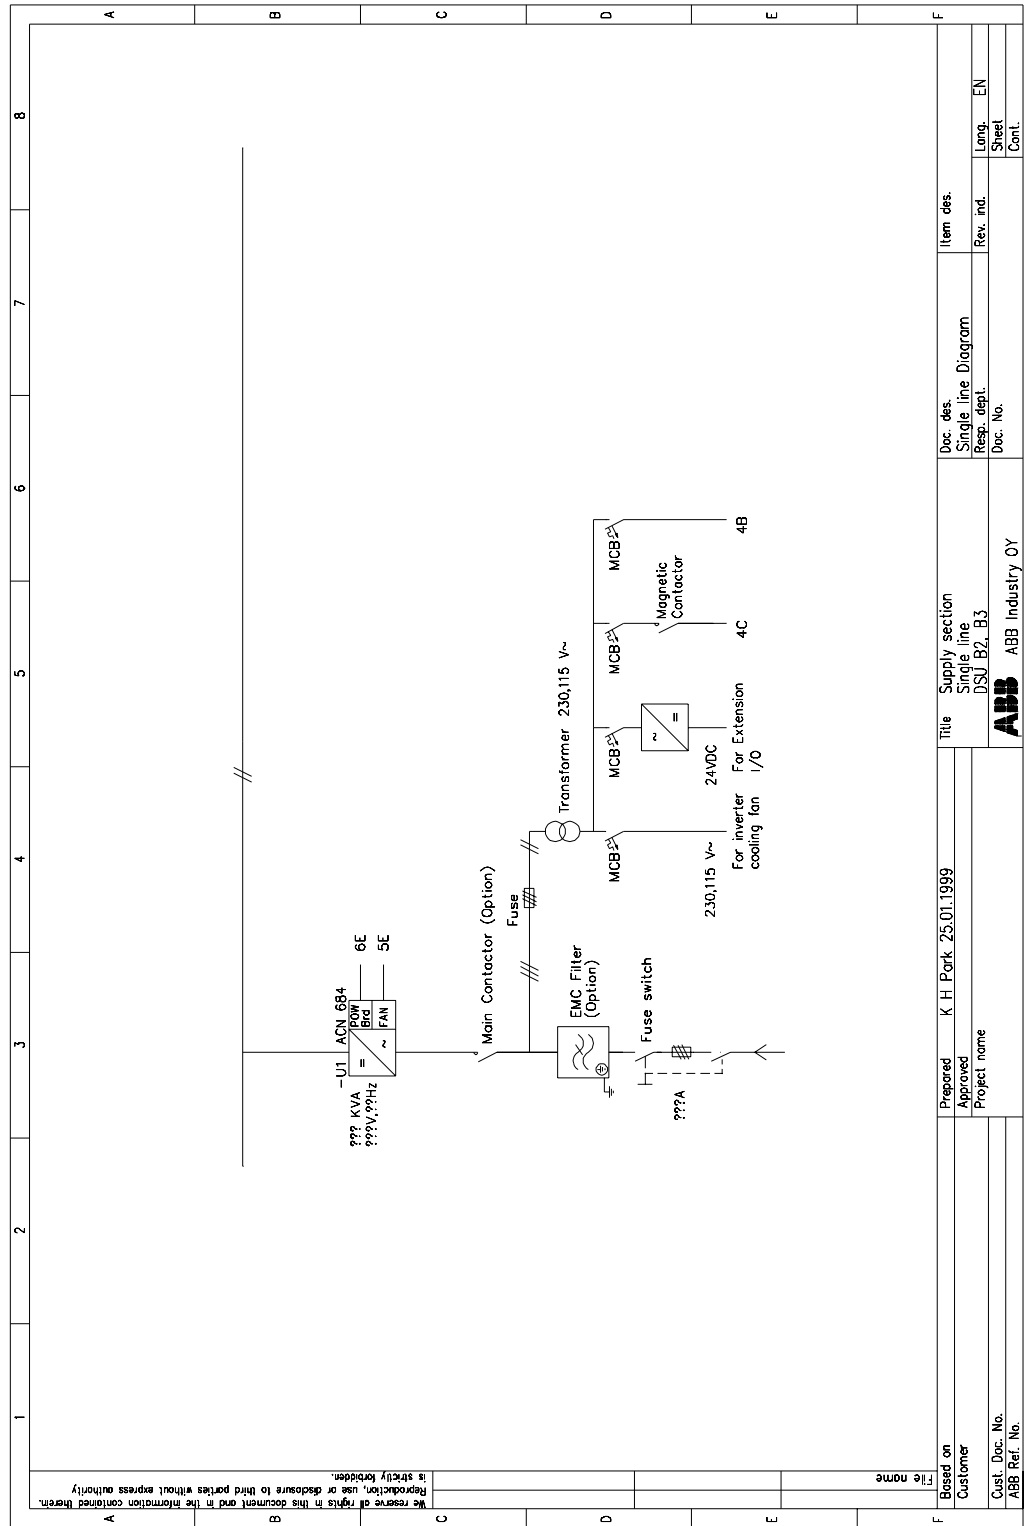 1
2
3
4
5
6
7
8
A
B
C
D
E
F
A
B
C
D
E
F
We reserve all rights in this document and in the information contained therein.
Reproduction, use or disclosure to third parties without express authority
is strictly forbidden.
File name
-U1 ACN 684
POW
Brd
FAN
=
~
6E
5E
??? KVA
???V,??Hz
Main Contactor (Option)
Fuse
EMC Filter
(Option)
Fuse switch
???A
Transformer 230,115 V~
MCB
MCB
MCB
MCB
~
=
Magnetic
Contactor
230,115 V~
24VDC
4C
4B
For inverter
cooling fan
For Extension
I/O
Based on
Customer
Cust. Doc. No.
ABB Ref. No.
Prepared K H Park 25.01.1999
Approved
Project name
Title Supply section
Single line
DSU B2, B3
ABB ABB Industry OY
Doc. des.
Single line Diagram
Resp. dept.
Doc. No.
Item des.
Rev. ind.
Lang. EN
Sheet
Cont.